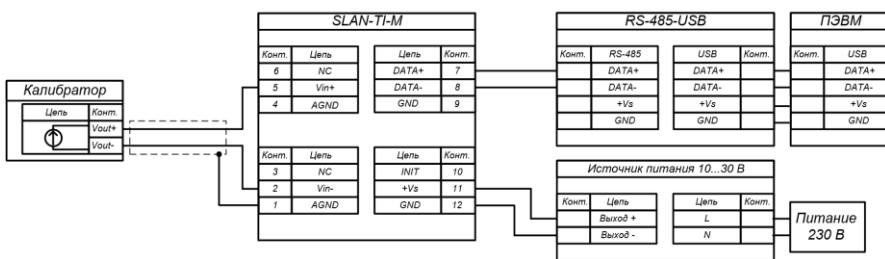 SLAN-TI-M
RS-485-USB
ПЭВМ
Конт. Цепь Цепь Конт.
6 NC DATA+ 7
5 Vin+ DATA- 8
4 AGND GND 9
Конт. RS-485 USB Конт.
DATA+ DATA+
DATA- DATA-
+Vs +Vs
GND GND
Конт. USB
DATA+
DATA-
+Vs
GND
Калибратор
Цепь Конт.
Vout+
Vout-
Конт. Цепь Цепь Конт.
3 NC INIT 10
2 Vin- +Vs 11
1 AGND GND 12
Источник питания 10...30 В
Конт. Цепь Цепь Конт.
Выход + L
Выход - N
Питание
230 В